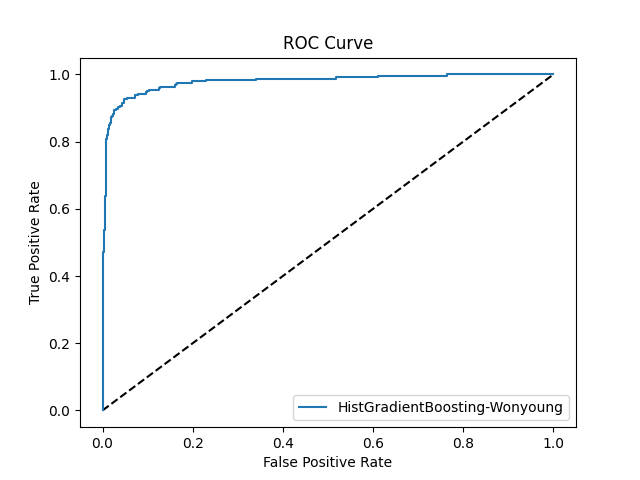 ROC Curve
True Positive Rate
1.0
0.8
0.6
0.4
0.2
0.0
HistGradientBoosting-Wonyoung
0.0 0.2 0.4 0.6 0.8 1.0
False Positive Rate